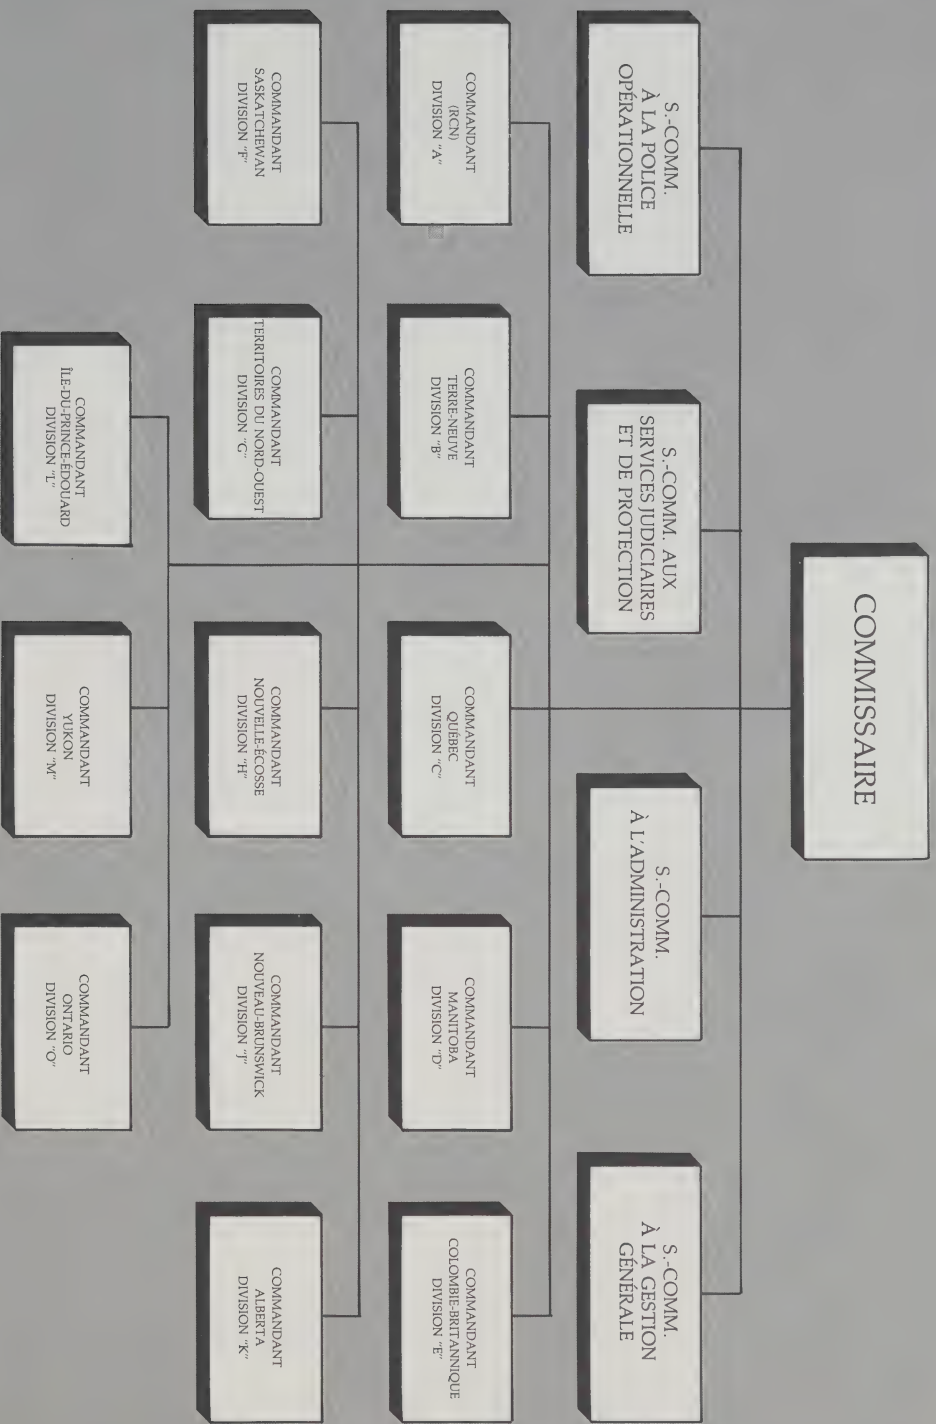 COMMISSAIRE
S.-COMM.
À LA POLICE
OPÉRATIONNELLE
S.-COMM. AUX
SERVICES JUDICIAIRES
ET DE PROTECTION
S.-COMM.
À L'ADMINISTRATION
S.-COMM.
À LA GESTION
GÉNÉRALE
COMMANDANT
(RCN)
DIVISION "A"
COMMANDANT
TERRE-NEUVE
DIVISION "B"
COMMANDANT
QUÉBEC
DIVISION "C"
COMMANDANT
MANITOBA
DIVISION "D"
COMMANDANT
COLOMBIE-BRITANNIQUE
DIVISION "E"
COMMANDANT
SASKATCHEWAN
DIVISION "F"
COMMANDANT
TERRITOIRES DU NORD-OUEST
DIVISION "G"
COMMANDANT
NOUVELLE-ÉCOSSE
DIVISION "H"
COMMANDANT
NOUVEAU-BRUNSWICK
DIVISION "J"
COMMANDANT
ALBERTA
DIVISION "K"
COMMANDANT
ÎLE-DU-PRINCE-ÉDOUARD
DIVISION "L"
COMMANDANT
YUKON
DIVISION "M"
COMMANDANT
ONTARIO
DIVISION "O"